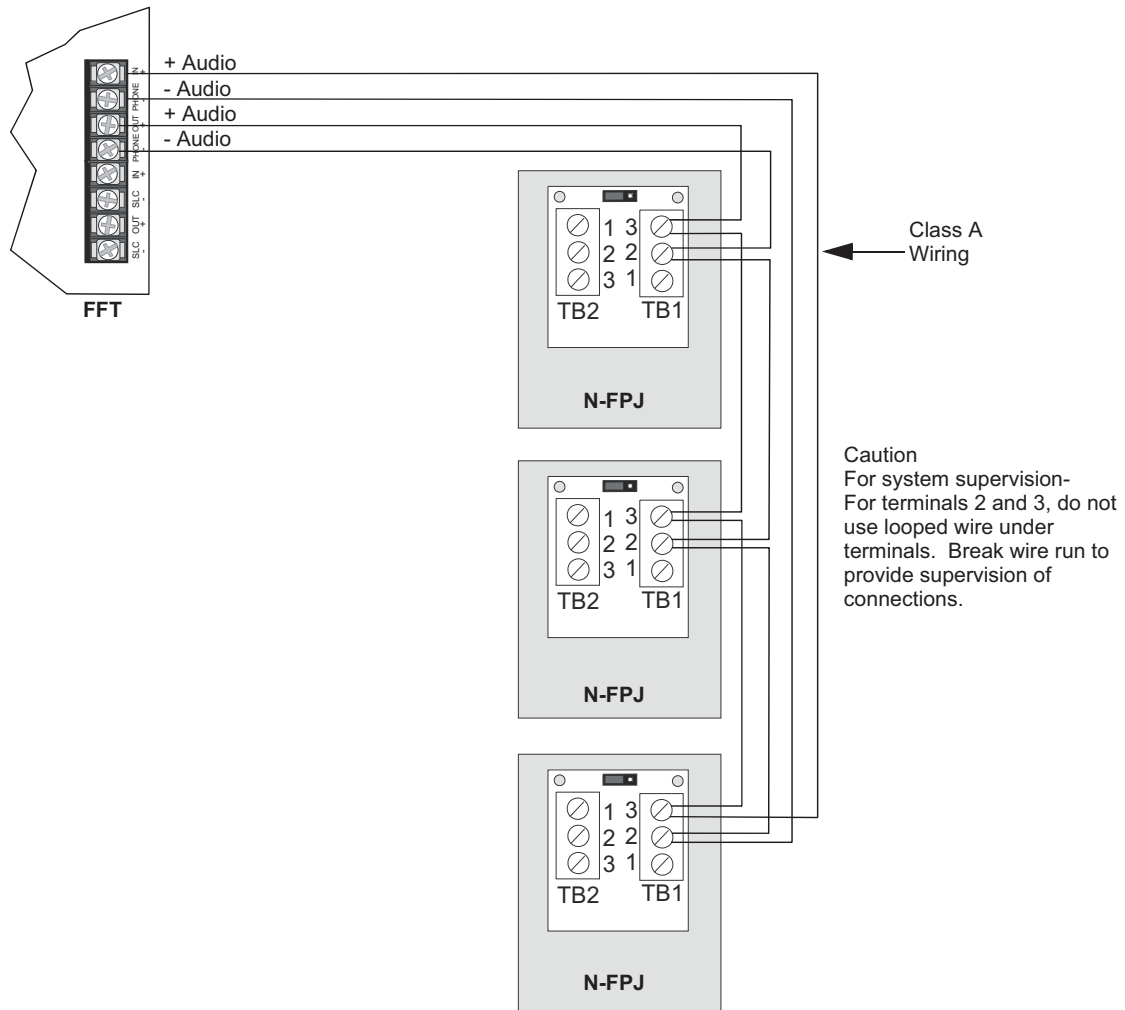 + Audio
- Audio
+ Audio
- Audio
PHONE IN
+
-
PHONE OUT
+
-
SLC IN
+
-
SLC OUT
+
-
FFT
1 3
2 2
3 1
TB2 TB1
N-FPJ
Class A
Wiring
Caution
For system supervision-
For terminals 2 and 3, do not
use looped wire under
terminals. Break wire run to
provide supervision of
connections.
1 3
2 2
3 1
TB2 TB1
N-FPJ
1 3
2 2
3 1
TB2 TB1
N-FPJ